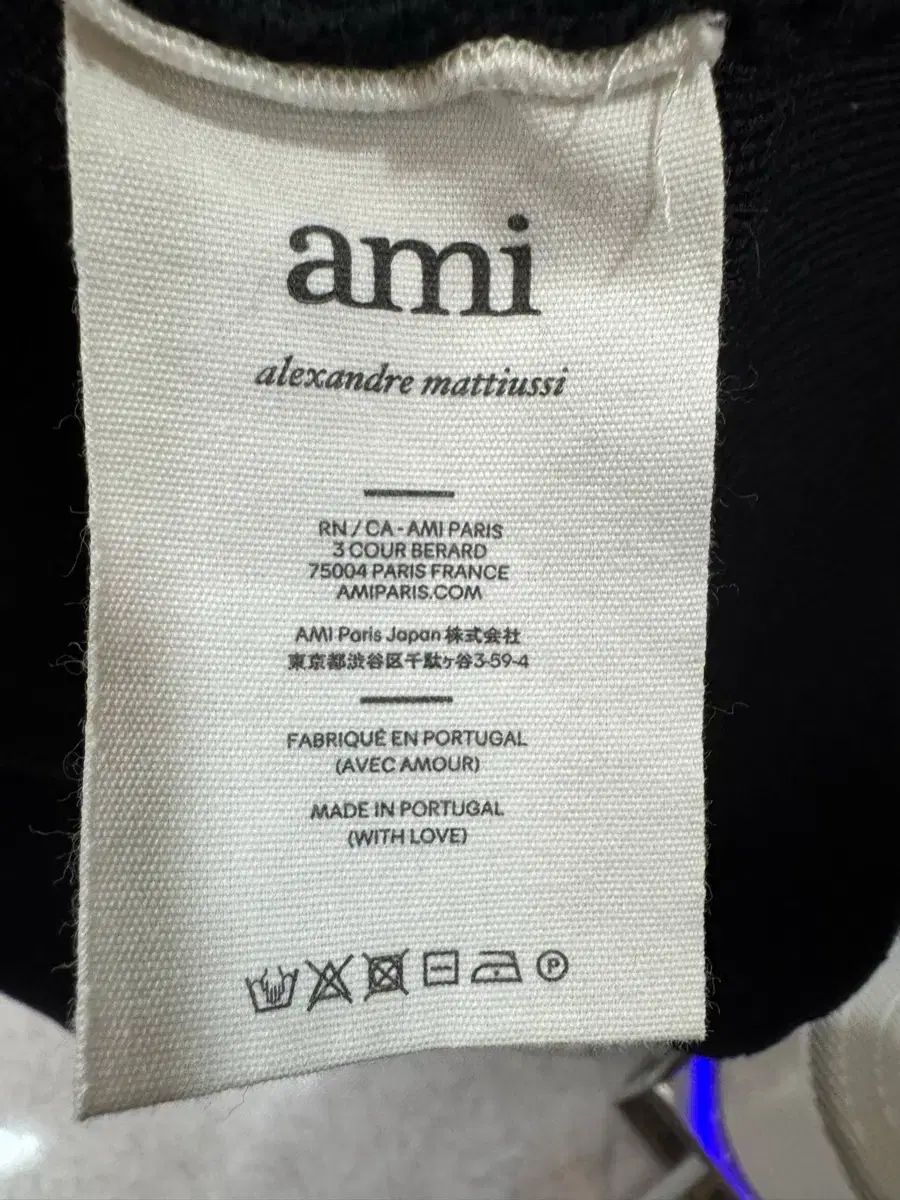 ami
alexandre mattiussi
RN / CA - AMI PARIS
3 COUR BERARD
75004 PARIS FRANCE
AMIPARIS.COM
AMI Paris Japan 株式会社
東京都渋谷区千駄ヶ谷3-59-4
FABRIQUÉ EN PORTUGAL
(AVEC AMOUR)
MADE IN PORTUGAL
(WITH LOVE)
P